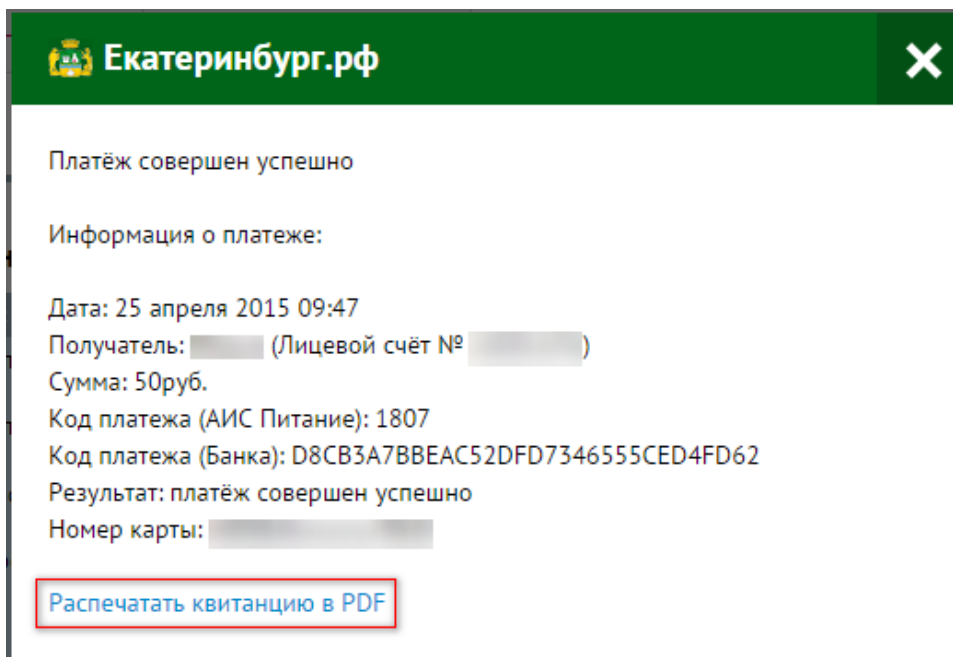 Екатеринбург.рф
Платёж совершен успешно
Информация о платеже:
Дата: 25 апреля 2015 09:47
Получатель: (Лицевой счёт № )
Сумма: 50руб.
Код платежа (АИС Питание): 1807
Код платежа (Банка): D8CB3A7BBEAC52DFD7346555CED4FD62
Результат: платёж совершен успешно
Номер карты:
Распечатать квитанцию в PDF